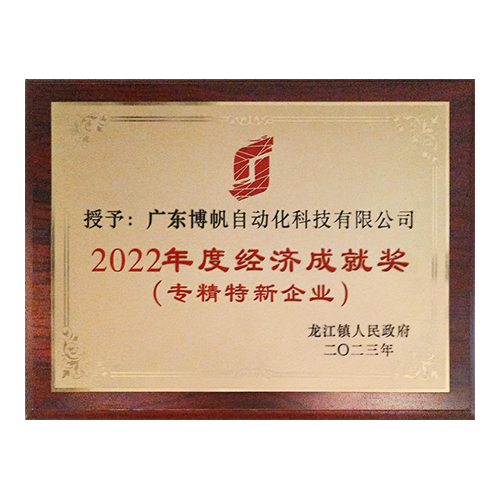 授予：广东博帆自动化科技有限公司
2022年度经济成就奖
（专精特新企业）
龙江镇人民政府
二〇二三年